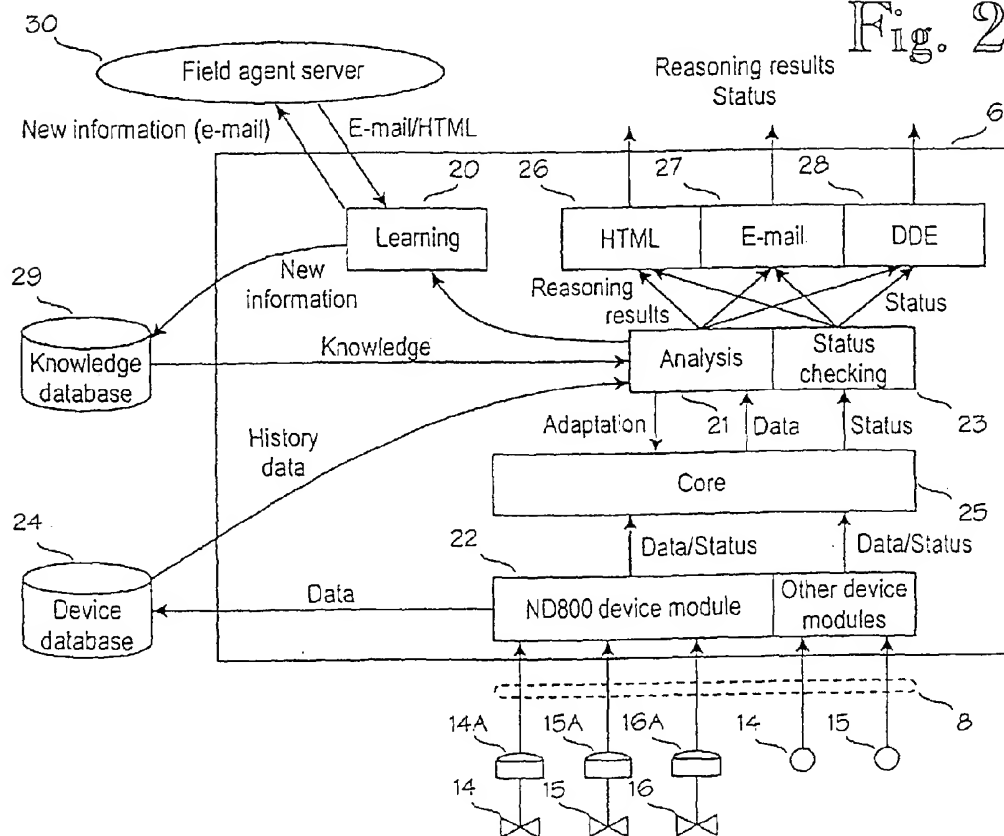 Fig. 2
30
Field agent server
Reasoning results
Status
New information (e-mail)
E-mail/HTML
6
20
26
27
28
Learning
HTML
E-mail
DDE
29
New
information
Reasoning
results
Status
Knowledge
database
Knowledge
Analysis
Status
checking
History
data
Adaptation
21
Data
Status
23
Core
24
25
22
Data/Status
Data/Status
Device
database
Data
ND800 device module
Other device
modules
8
14A
15A
16A
14
15
14
15
16